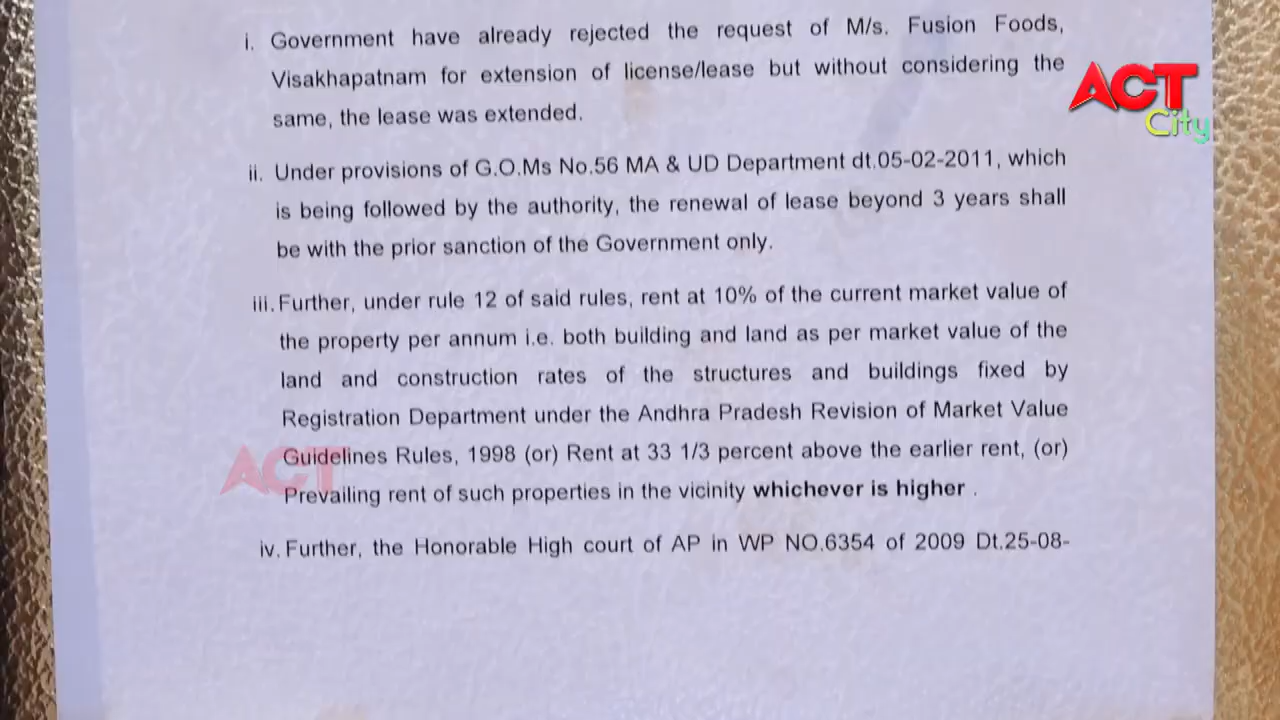 i. Government have already rejected the request of M/s. Fusion Foods,
Visakhapatnam for extension of license/lease but without considering the
same, the lease was extended.
ACT
City
ii. Under provisions of G.O.Ms No.56 MA & UD Department dt.05-02-2011, which
is being followed by the authority, the renewal of lease beyond 3 years shall
be with the prior sanction of the Government only.
iii. Further, under rule 12 of said rules, rent at 10% of the current market value of
the property per annum i.e. both building and land as per market value of the
land and construction rates of the structures and buildings fixed by
Registration Department under the Andhra Pradesh Revision of Market Value
Guidelines Rules, 1998 (or) Rent at 33 1/3 percent above the earlier rent, (or)
Prevailing rent of such properties in the vicinity whichever is higher .
ACT
iv. Further, the Honorable High court of AP in WP NO.6354 of 2009 Dt.25-08-